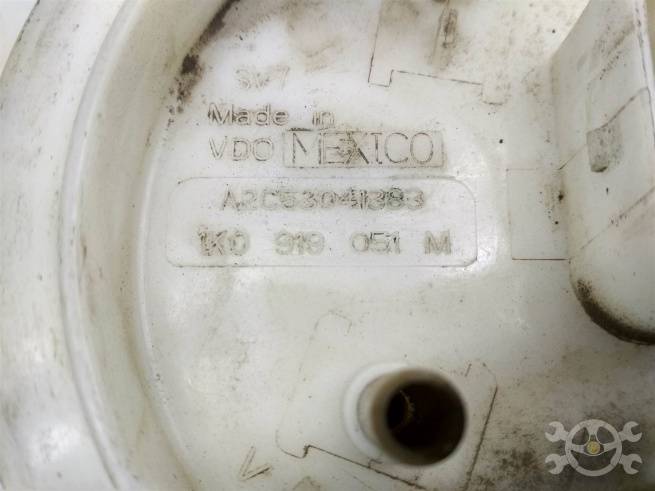 Made in
VDO MEXICO
A2C53041383
1K0 919 051 M